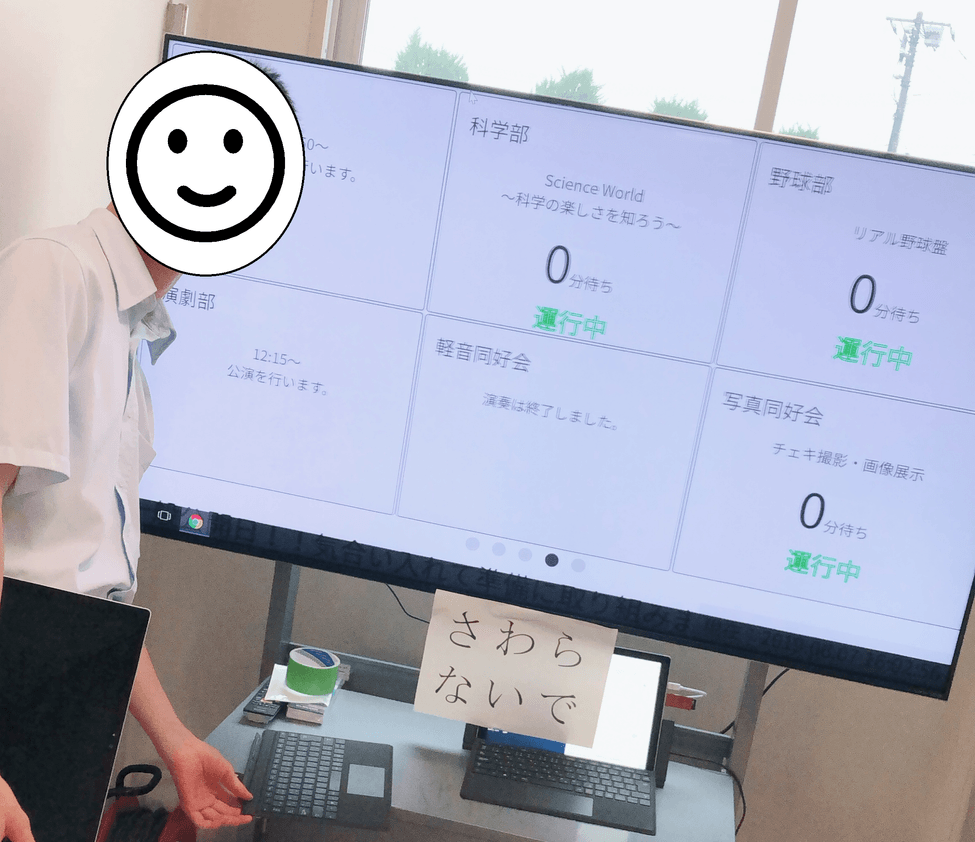 0～
います。
科学部
Science World
～科学の楽しさを知ろう～
0分待ち
運行中
野球部
リアル野球盤
0分待ち
運行中
演劇部
12:15～
公演を行います。
軽音同好会
演奏は終了しました。
写真同好会
チェキ撮影・画像展示
0分待ち
運行中
日！！気合い入れて準備に取り組みま
さわら
ないで